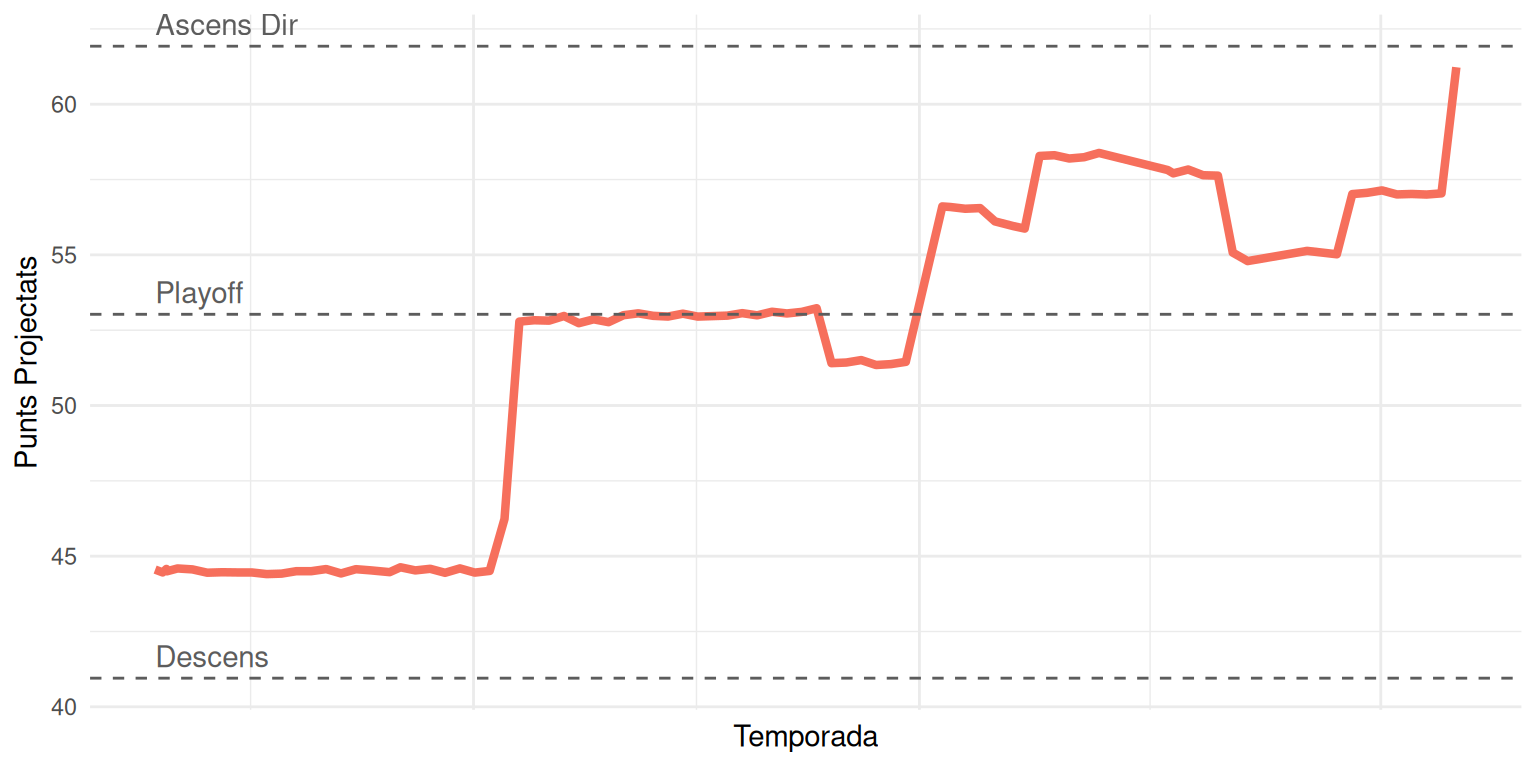 Ascens Dir
60
55
Playoff
50
45
Descens
40
Punts Projectats
Temporada